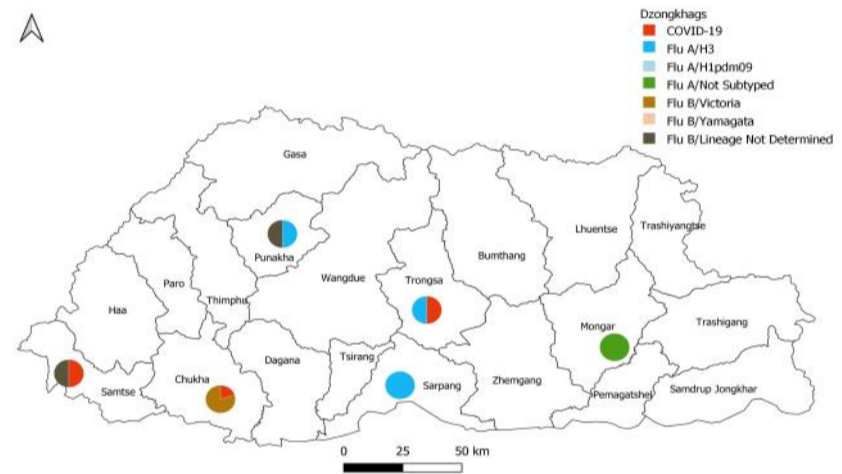 Dzongkhags
COVID-19
Flu A/H3
Flu A/H1pdm09
Flu A/Not Subtyped
Flu B/Victoria
Flu B/Yamagata
Flu B/Lineage Not Determined
Gasa
Punakha
Lhuentse
Trashiyangtse
Bumthang
Wangdue
Trongsa
Paro
Thimphu
Haa
Mongar
Trashigang
Tsirang
Dagana
Chukha
Samtse
Sarpang
Zhemgang
Pemagatshel
Samdrup Jongkhar
0 25 50 km